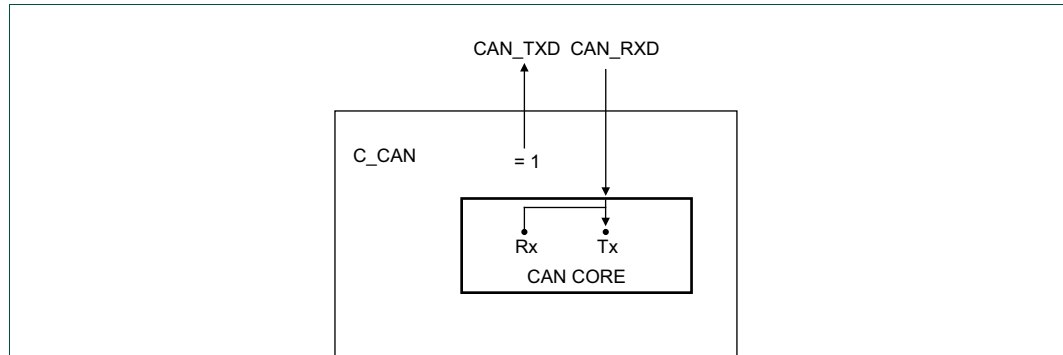 CAN_TXD CAN_RXD
C_CAN
= 1
Rx Tx
CAN CORE